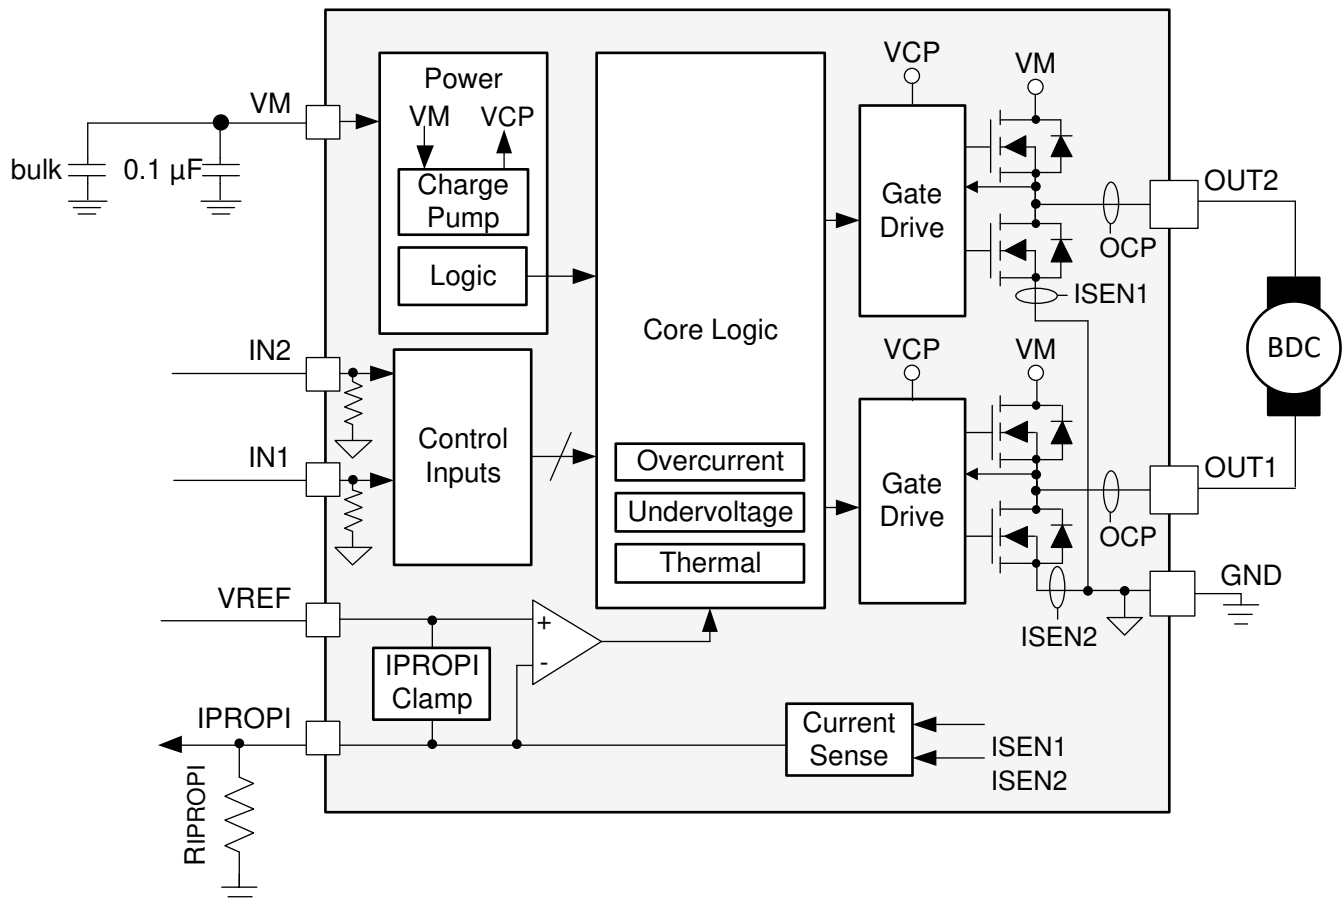 VM
bulk
0.1 µF
Power
VM
VCP
Charge
Pump
Logic
IN2
IN1
Control
Inputs
Core Logic
Overcurrent
Undervoltage
Thermal
VCP
VM
Gate
Drive
OCP
ISEN1
OUT2
BDC
VCP
VM
Gate
Drive
OCP
ISEN2
OUT1
GND
VREF
+
-
IPROPI
Clamp
IPROPI
RIPROPI
Current
Sense
ISEN1
ISEN2